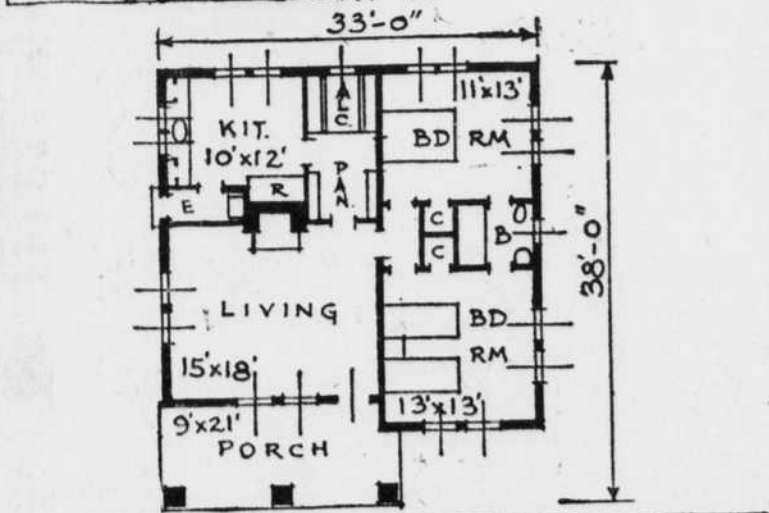 33'-0"
11'x13'
A
L
C.
KIT.
10'x12'
BD RM
P
A
N.
R
E
C
B
C
38'-0"
LIVING
BD
RM
15'x18'
13'x13'
9'x21'
PORCH